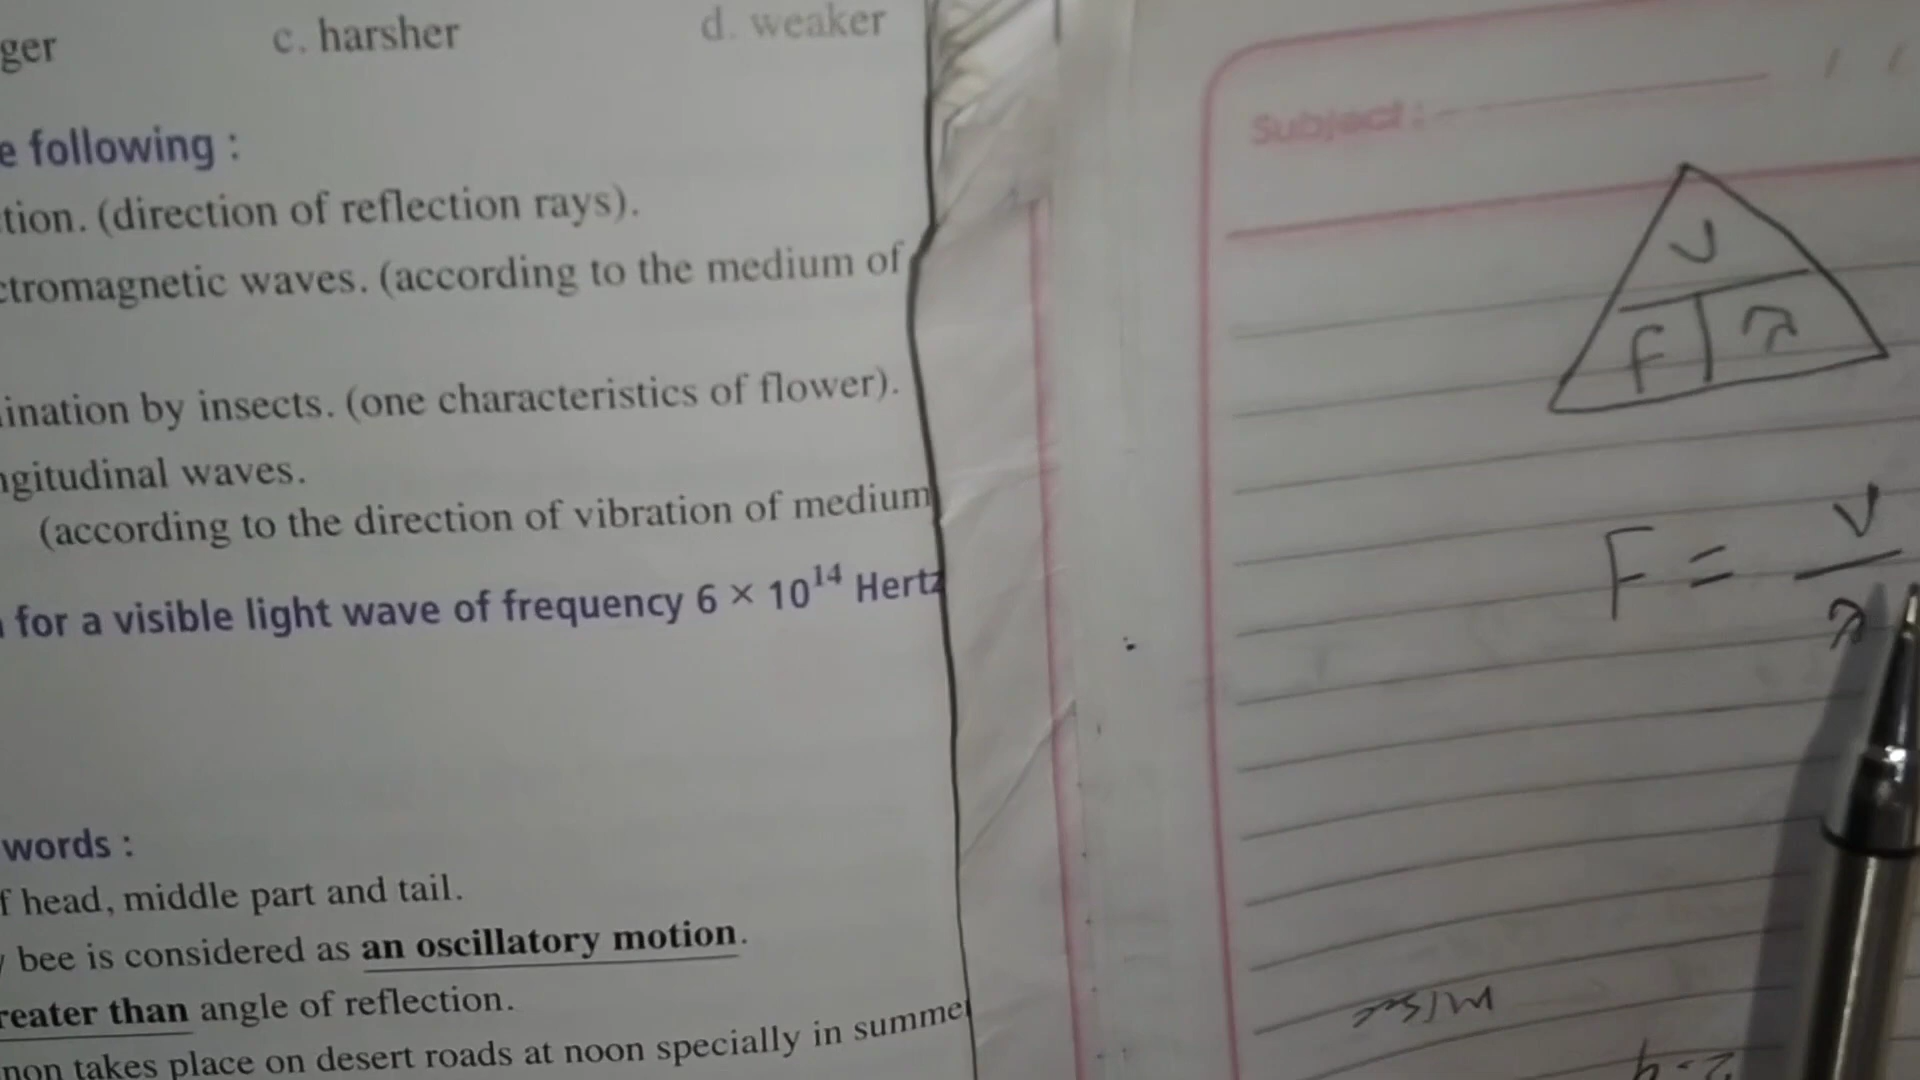 ger c. harsher d. weaker
e following :
tion. (direction of reflection rays).
ctromagnetic waves. (according to the medium of
ination by insects. (one characteristics of flower).
ngitudinal waves.
(according to the direction of vibration of medium
for a visible light wave of frequency 6 × 10¹⁴ Hertz
words :
f head, middle part and tail.
y bee is considered as an oscillatory motion.
reater than angle of reflection.
non takes place on desert roads at noon specially in summer
Subject :
V
F λ
F = V
λ